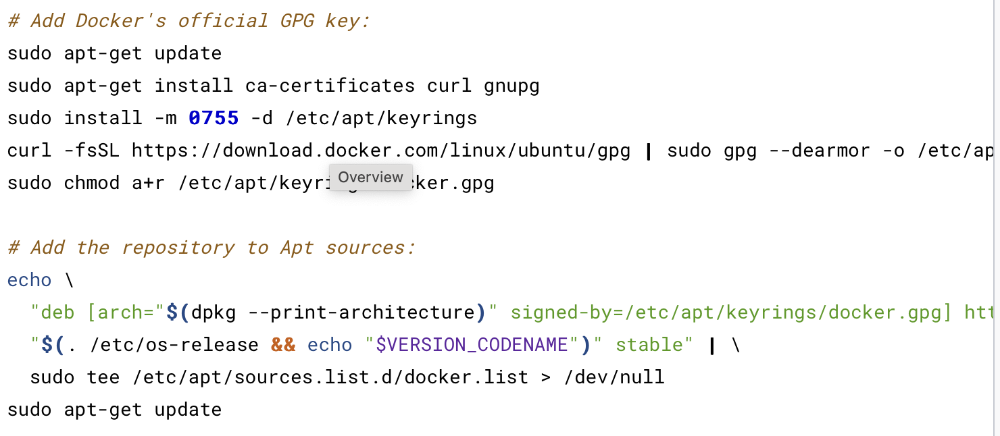 # Add Docker's official GPG key:
sudo apt-get update
sudo apt-get install ca-certificates curl gnupg
sudo install -m 0755 -d /etc/apt/keyrings
curl -fsSL https://download.docker.com/linux/ubuntu/gpg | sudo gpg --dearmor -o /etc/ap
sudo chmod a+r /etc/apt/keyri ker.gpg
Overview
# Add the repository to Apt sources:
echo \
"deb [arch="$(dpkg --print-architecture)" signed-by=/etc/apt/keyrings/docker.gpg] htt
"$(. /etc/os-release && echo "$VERSION_CODENAME")" stable" | \
sudo tee /etc/apt/sources.list.d/docker.list > /dev/null
sudo apt-get update